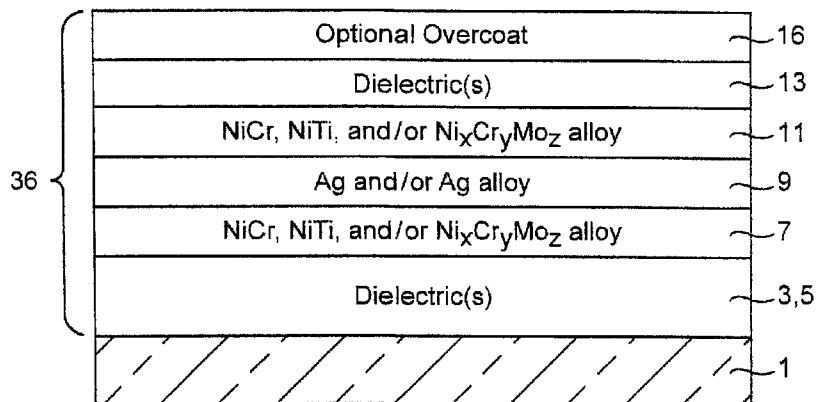 Optional Overcoat 16
Dielectric(s) 13
NiCr, NiTi, and/or NixCryMoz alloy 11
36 Ag and/or Ag alloy 9
NiCr, NiTi, and/or NixCryMoz alloy 7
Dielectric(s) 3,5
1